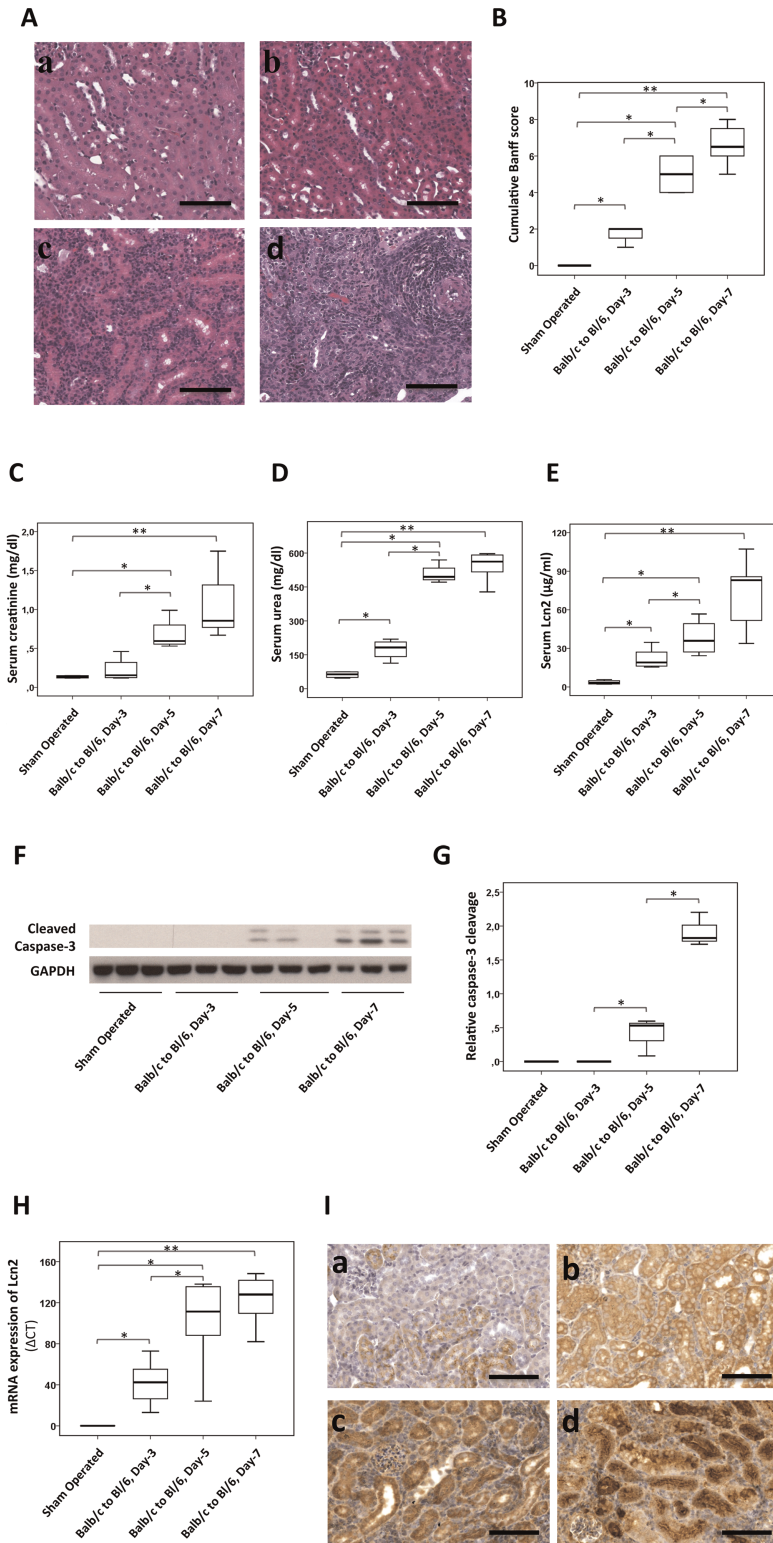 A
a
b
c
d
B
Cumulative Banff score
10
8
6
4
2
0
**
*
*
*
*
Sham Operated
Balb/c to Bl/6, Day-3
Balb/c to Bl/6, Day-5
Balb/c to Bl/6, Day-7
C
Serum creatinine (mg/dl)
2,0
1,5
1,0
,50
,0
**
*
*
Sham Operated
Balb/c to Bl/6, Day-3
Balb/c to Bl/6, Day-5
Balb/c to Bl/6, Day-7
D
Serum urea (mg/dl)
600
450
300
150
0
**
*
*
*
Sham Operated
Balb/c to Bl/6, Day-3
Balb/c to Bl/6, Day-5
Balb/c to Bl/6, Day-7
E
Serum Lcn2 (µg/ml)
120
90
60
30
0
**
*
*
*
Sham Operated
Balb/c to Bl/6, Day-3
Balb/c to Bl/6, Day-5
Balb/c to Bl/6, Day-7
F
Cleaved
Caspase-3
GAPDH
Sham Operated
Balb/c to Bl/6, Day-3
Balb/c to Bl/6, Day-5
Balb/c to Bl/6, Day-7
G
Relative caspase-3 cleavage
2,5
2,0
1,5
1,0
,5
,0
*
*
Sham Operated
Balb/c to Bl/6, Day-3
Balb/c to Bl/6, Day-5
Balb/c to Bl/6, Day-7
H
mRNA expression of Lcn2
(ΔCT)
160
120
80
40
0
**
*
*
*
Sham Operated
Balb/c to Bl/6, Day-3
Balb/c to Bl/6, Day-5
Balb/c to Bl/6, Day-7
I
a
b
c
d